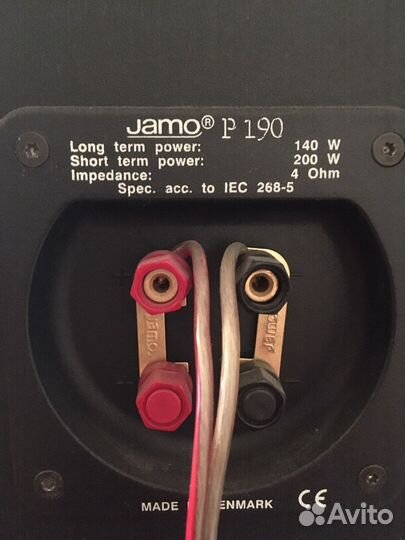 Jamo® P 190
Long term power: 140 W
Short term power: 200 W
Impedance: 4 Ohm
Spec. acc. to IEC 268-5
Jamo Jamo
MADE DENMARK CE
Avito